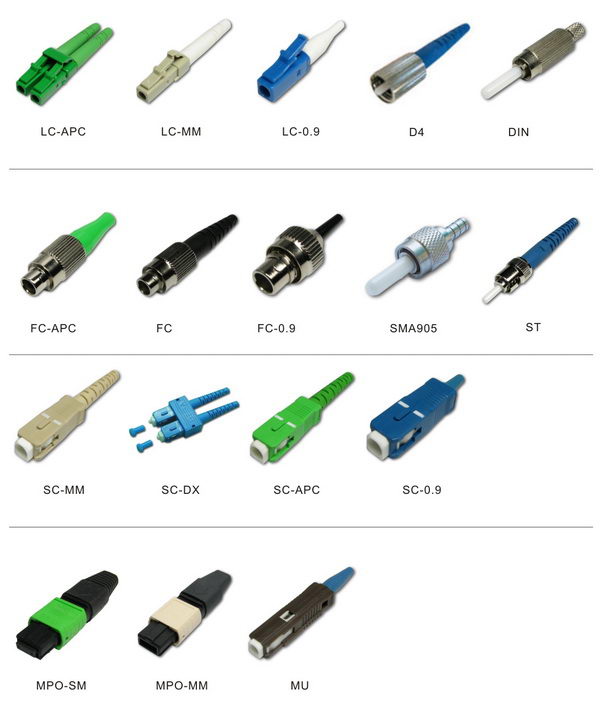 LC-APC
LC-MM
LC-0.9
D4
DIN
FC-APC
FC
FC-0.9
SMA905
ST
SC-MM
SC-DX
SC-APC
SC-0.9
MPO-SM
MPO-MM
MU